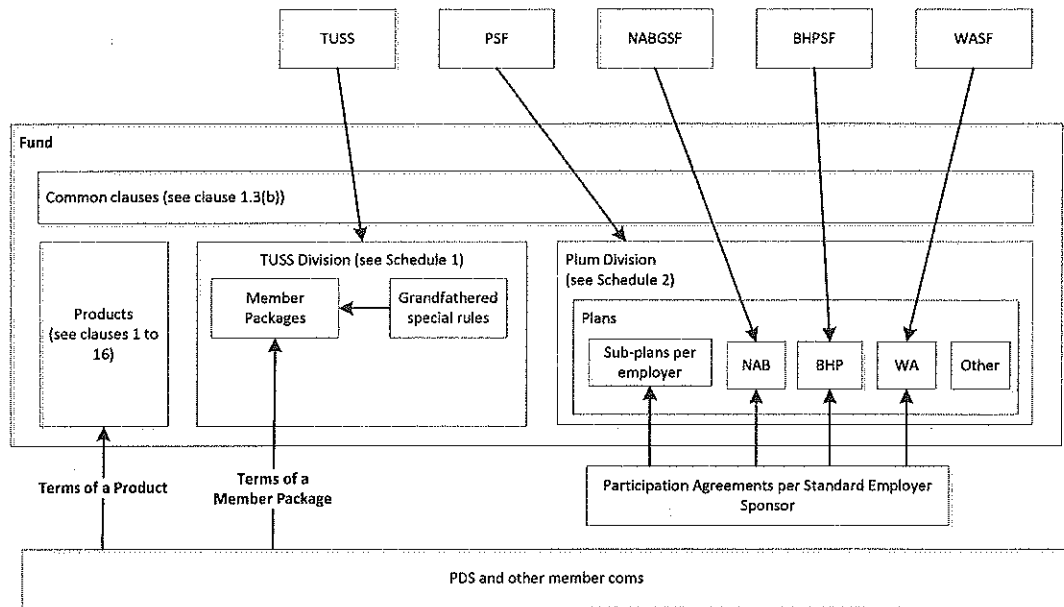 TUSS
PSF
NABGSF
BHPSF
WASF
Fund
Common clauses (see clause 1.3(b))
Products
(see clauses 1 to
16)
TUSS Division (see Schedule 1)
Member
Packages
Grandfathered
special rules
Plum Division
(see Schedule 2)
Plans
Sub-plans per
employer
NAB
BHP
WA
Other
Terms of a Product
Terms of a
Member Package
Participation Agreements per Standard Employer
Sponsor
PDS and other member coms